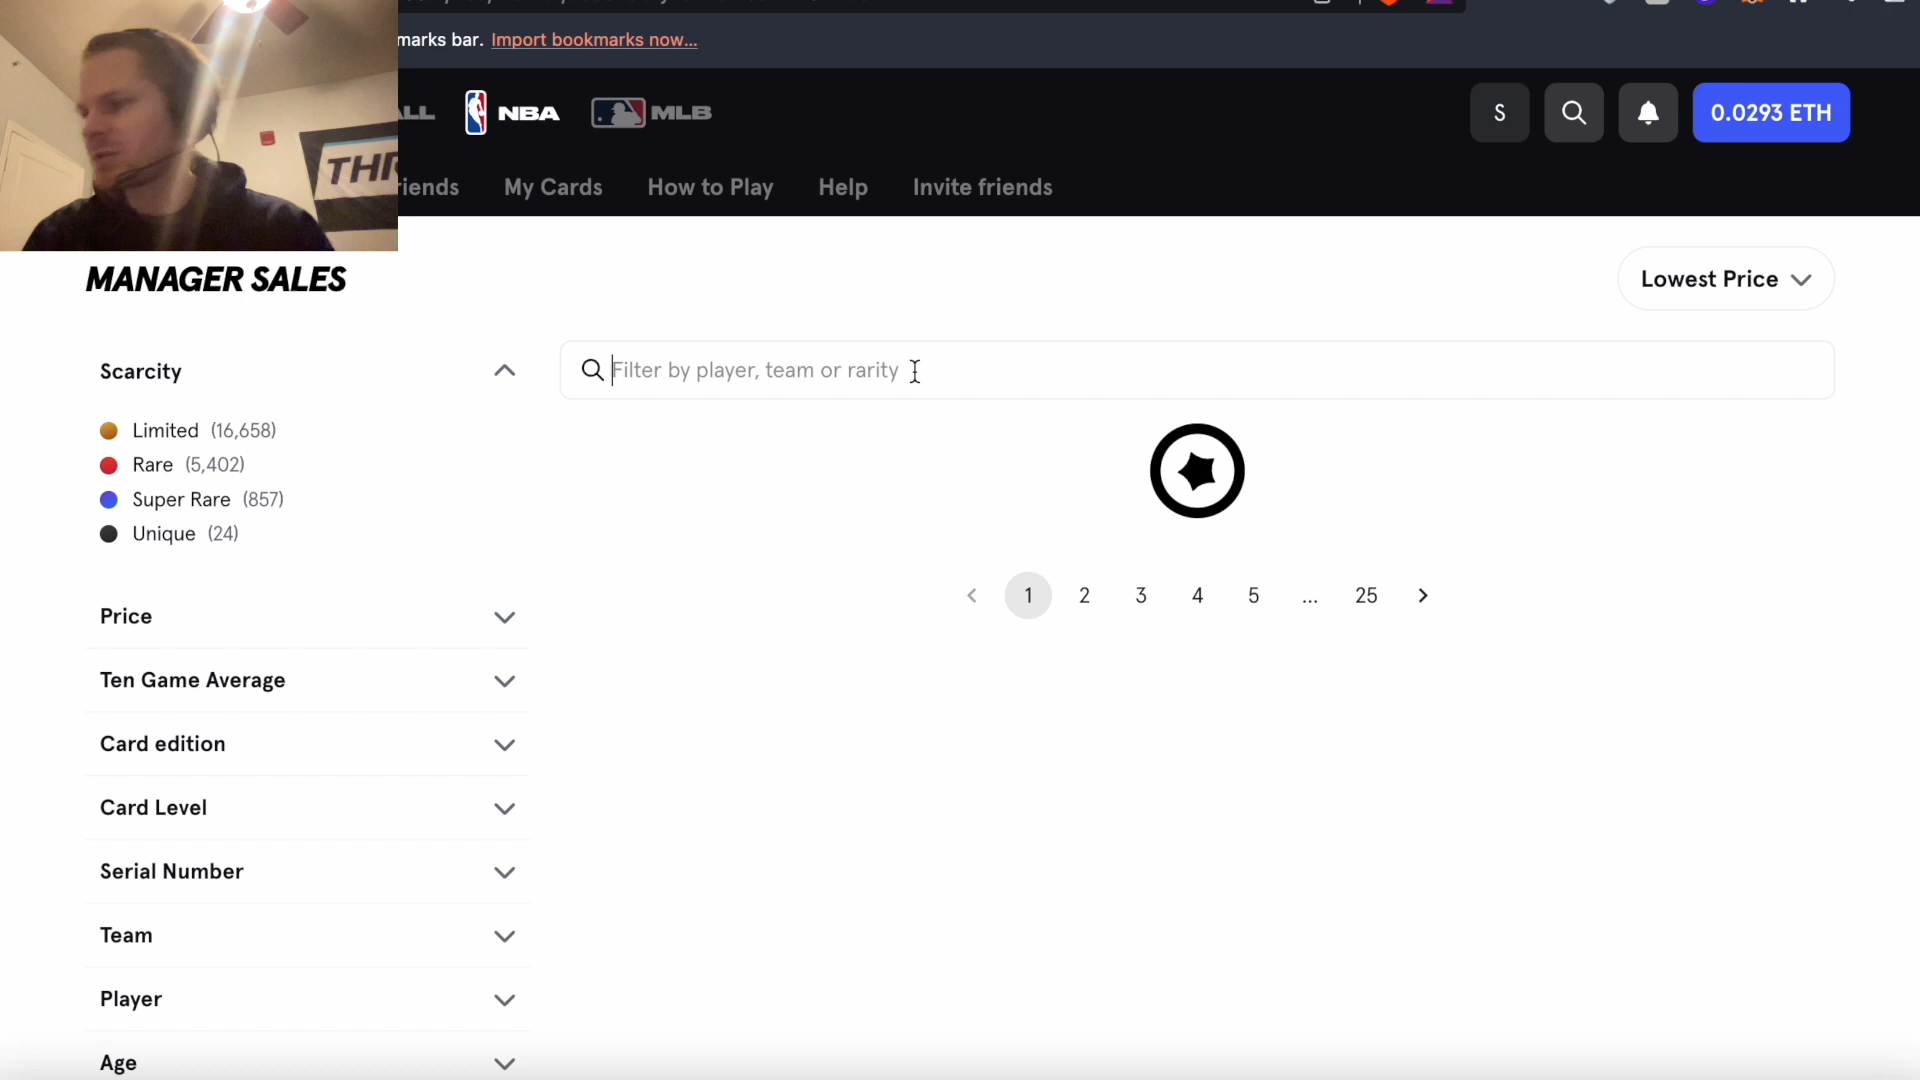 marks bar. Import bookmarks now...
LL NBA MLB
S 0.0293 ETH
THR
riends My Cards How to Play Help Invite friends
MANAGER SALES
Lowest Price
Scarcity
Filter by player, team or rarity
Limited (16,658)
Rare (5,402)
Super Rare (857)
Unique (24)
1 2 3 4 5 ... 25
Price
Ten Game Average
Card edition
Card Level
Serial Number
Team
Player
Age